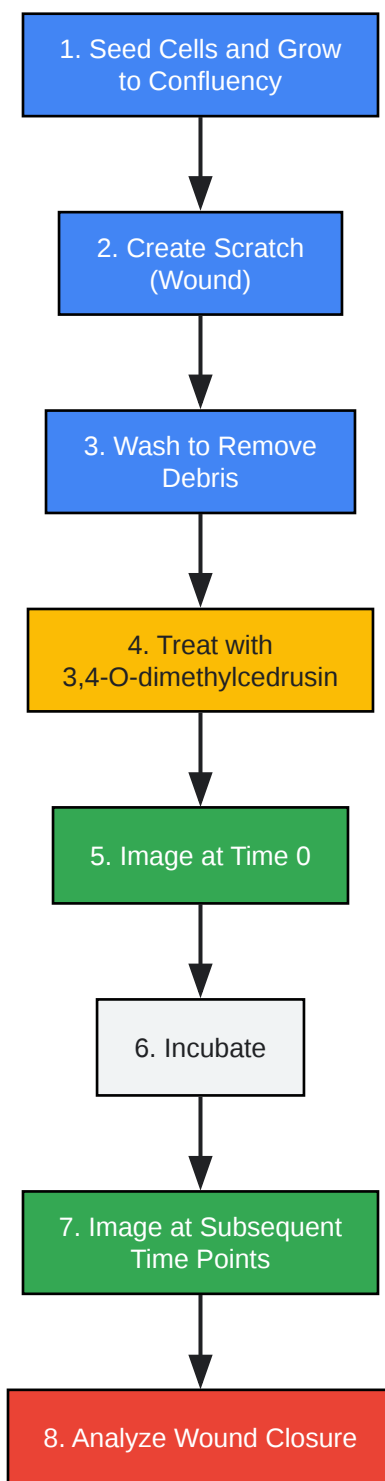 1. Seed Cells and Grow
to Confluency
2. Create Scratch
(Wound)
3. Wash to Remove
Debris
4. Treat with
3,4-O-dimethylcedrusin
5. Image at Time 0
6. Incubate
7. Image at Subsequent
Time Points
8. Analyze Wound Closure